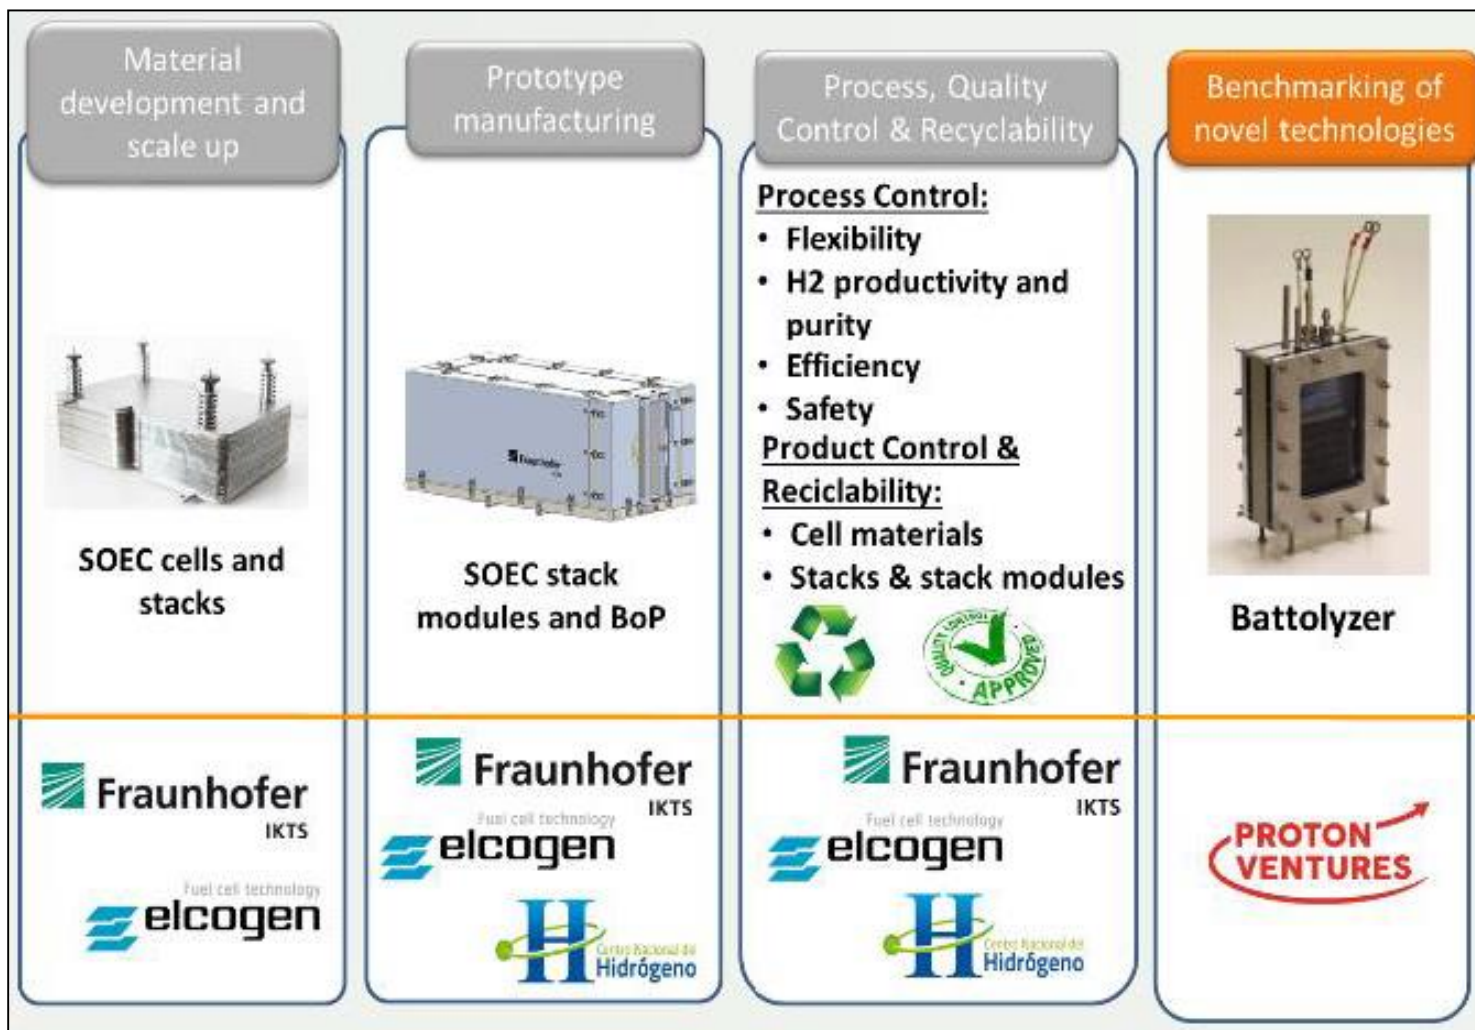 Material
development and
scale up
SOEC cells and
stacks
Fraunhofer
IKTS
Fuel cell technology
elcogen
Prototype
manufacturing
Fraunhofer
SOEC stack
modules and BoP
Fraunhofer
IKTS
Fuel cell technology
elcogen
H
Centro Nacional del
Hidrógeno
Process, Quality
Control & Recyclability
Process Control:
• Flexibility
• H2 productivity and
purity
• Efficiency
• Safety
Product Control &
Reciclability:
• Cell materials
• Stacks & stack modules
QUALITY CONTROL
APPROVED
Fraunhofer
IKTS
Fuel cell technology
elcogen
H
Centro Nacional del
Hidrógeno
Benchmarking of
novel technologies
Battolyzer
PROTON
VENTURES